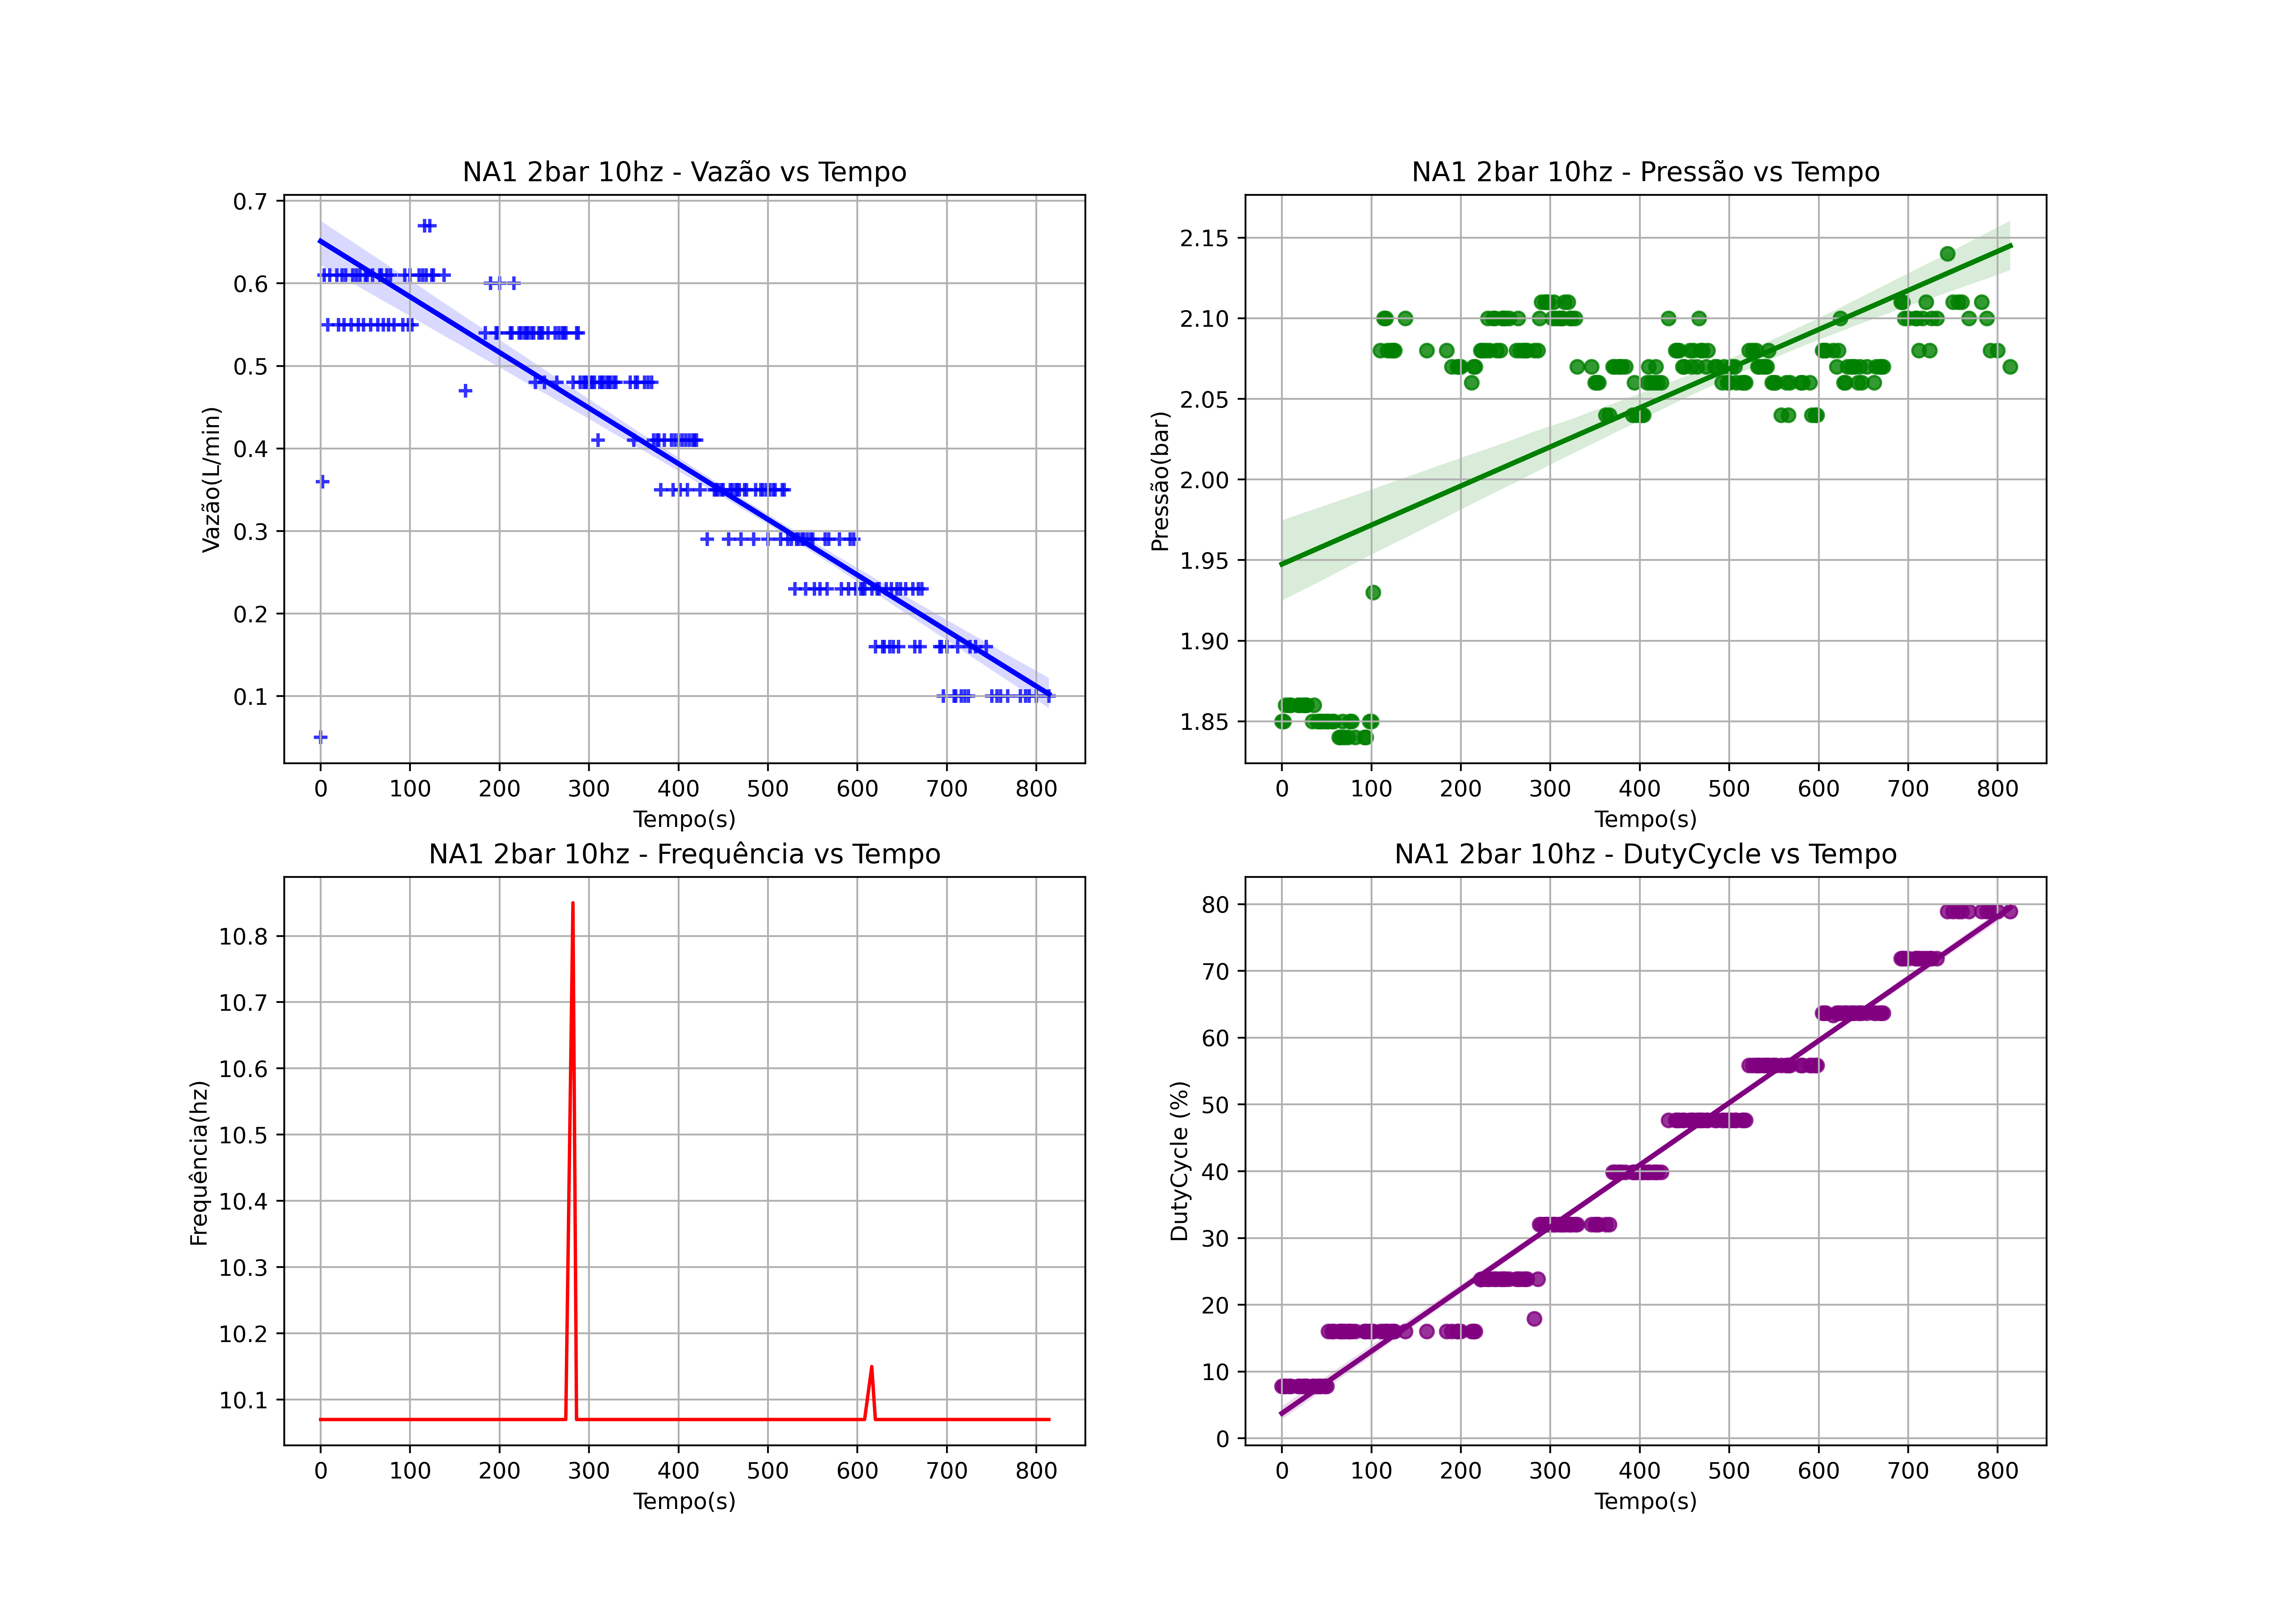 NA1 2bar 10hz - Vazão vs Tempo
0.7
0.6
0.5
0.4
0.3
0.2
0.1
Vazão(L/min)
0 100 200 300 400 500 600 700 800
Tempo(s)
NA1 2bar 10hz - Pressão vs Tempo
2.15
2.10
2.05
2.00
1.95
1.90
1.85
Pressão(bar)
0 100 200 300 400 500 600 700 800
Tempo(s)
NA1 2bar 10hz - Frequência vs Tempo
10.8
10.7
10.6
10.5
10.4
10.3
10.2
10.1
Frequência(hz)
0 100 200 300 400 500 600 700 800
Tempo(s)
NA1 2bar 10hz - DutyCycle vs Tempo
80
70
60
50
40
30
20
10
0
DutyCycle (%)
0 100 200 300 400 500 600 700 800
Tempo(s)